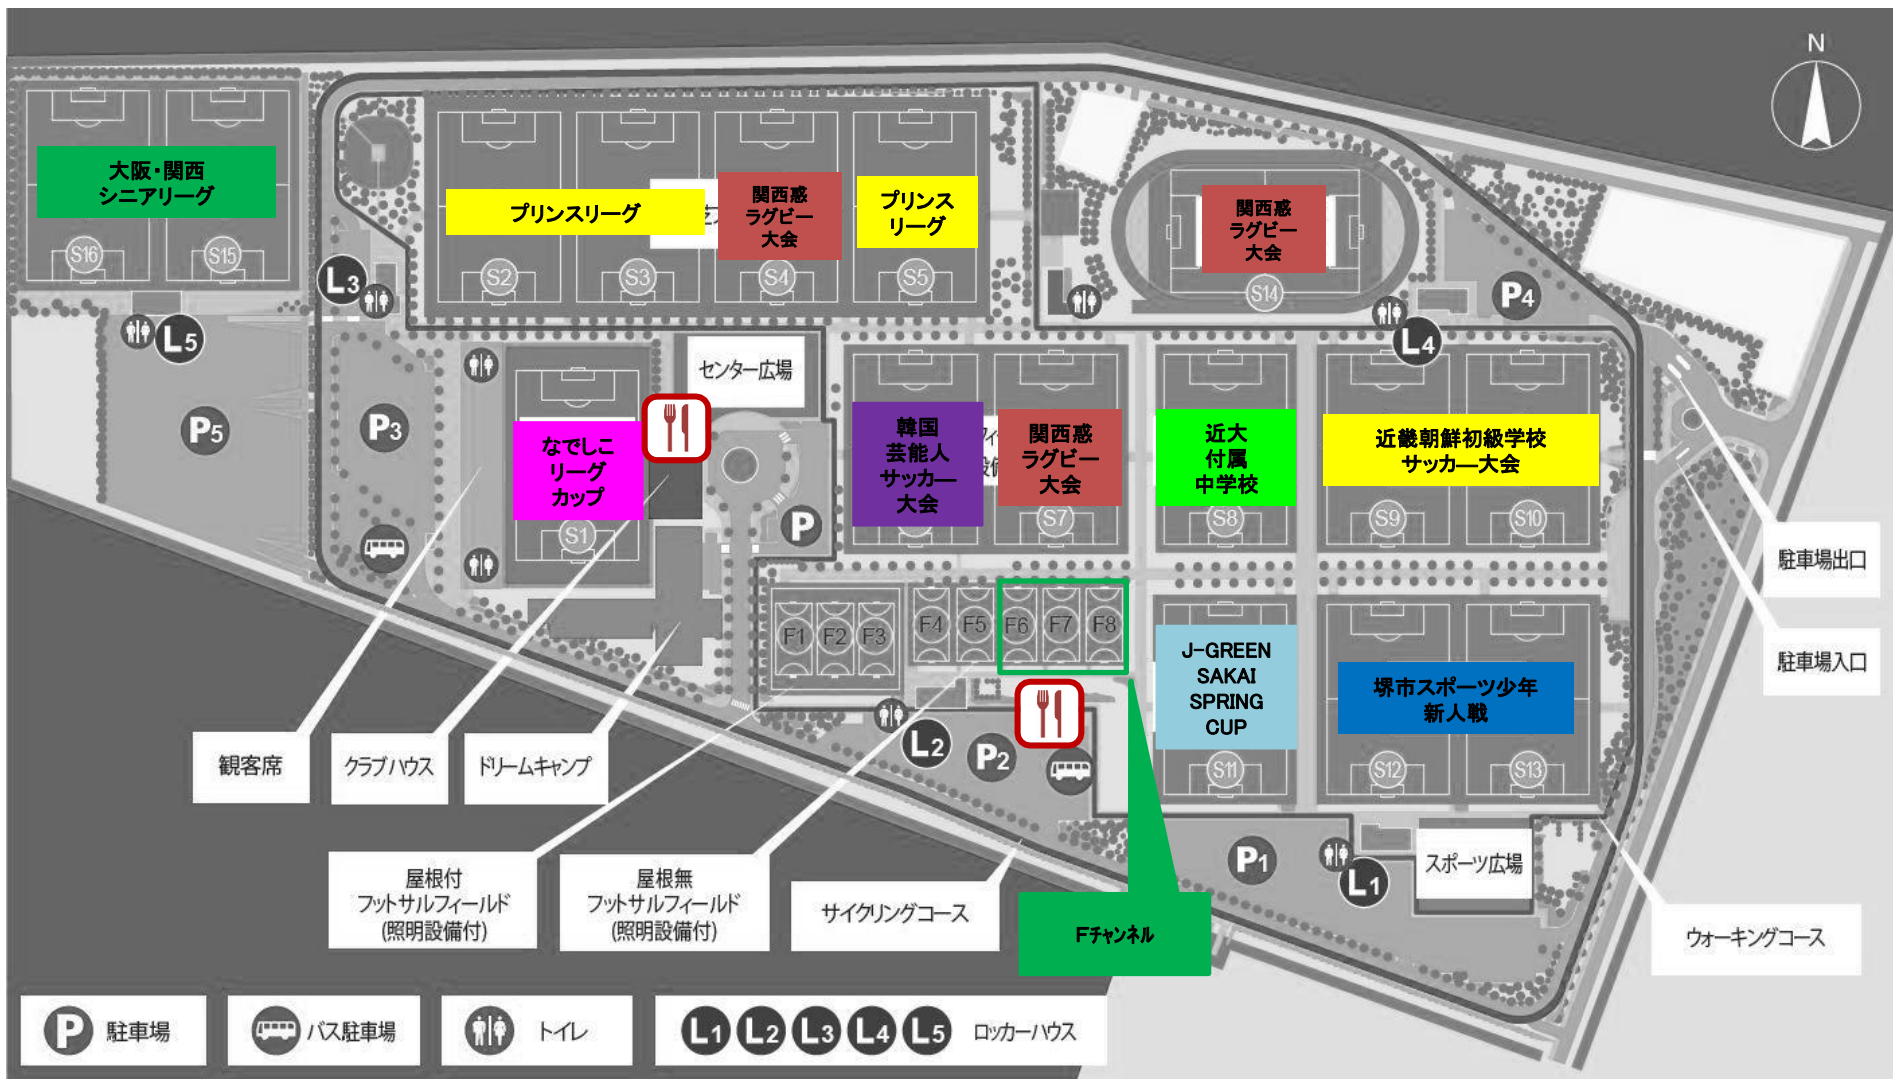 N
大阪・関西
シニアリーグ
S16
S15
プリンスリーグ
関西惑
ラグビー
大会
プリンス
リーグ
関西惑
ラグビー
大会
S2
S3
S4
S5
S14
L3
P4
L5
L4
センター広場
P5
P3
なでしこ
リーグ
カップ
韓国
芸能人
サッカー
大会
関西惑
ラグビー
大会
近大
付属
中学校
近畿朝鮮初級学校
サッカー大会
S1
P
S7
S8
S9
S10
駐車場出口
駐車場入口
F1
F2
F3
F4
F5
F6
F7
F8
J-GREEN
SAKAI
SPRING
CUP
堺市スポーツ少年
新人戦
L2
P2
S11
S12
S13
観客席
クラブハウス
ドリームキャンプ
屋根付
フットサルフィールド
(照明設備付)
屋根無
フットサルフィールド
(照明設備付)
サイクリングコース
Fチャンネル
P1
L1
スポーツ広場
ウォーキングコース
P 駐車場
バス駐車場
トイレ
L1 L2 L3 L4 L5 ロッカーハウス